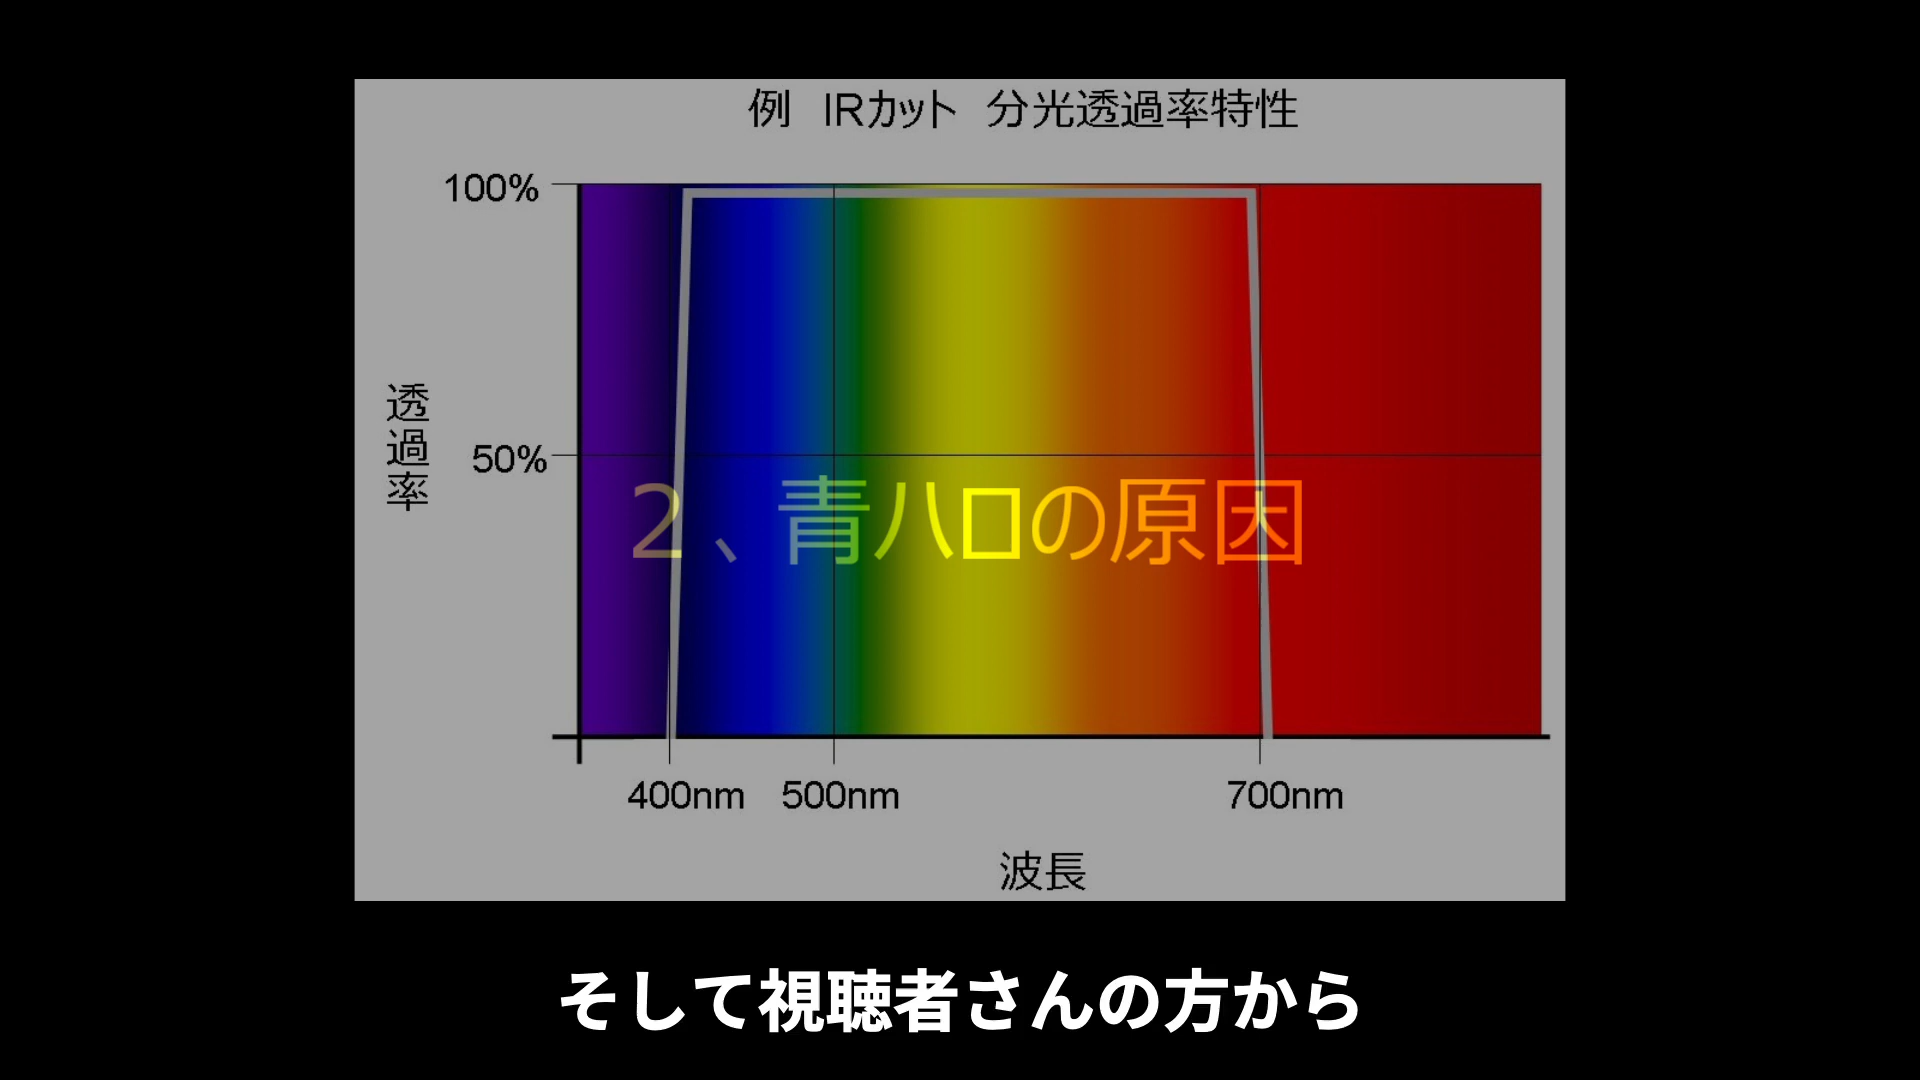 例 IRカット 分光透過率特性
100%
透過率
50%
2、青ハロの原因
400nm 500nm 700nm
波長
そして視聴者さんの方から